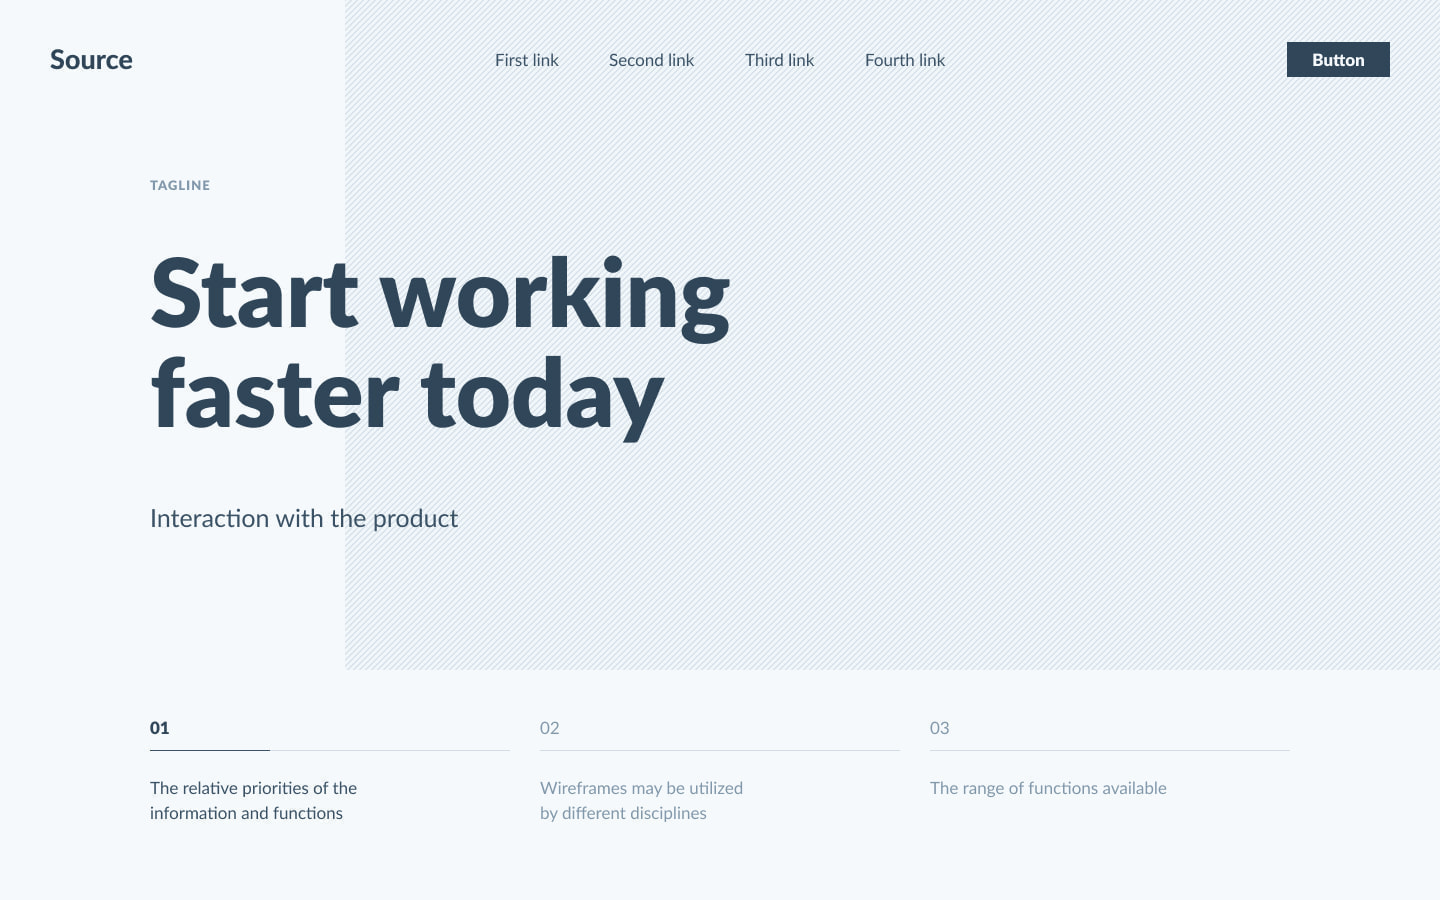 Source
First link
Second link
Third link
Fourth link
Button
TAGLINE
Start working
faster today
Interaction with the product
01
The relative priorities of the
information and functions
02
Wireframes may be utilized
by different disciplines
03
The range of functions available